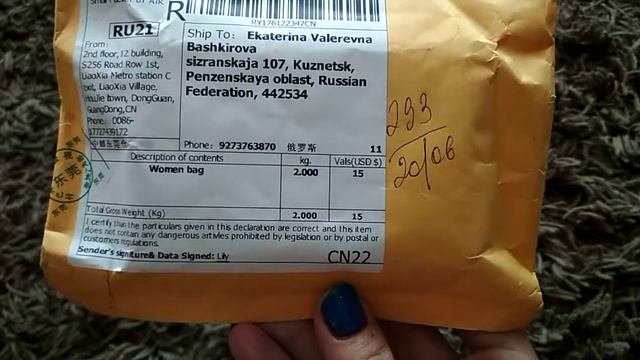 RY176122347CN
R
RU21
From:
2nd floor,12 building,
S256 Road Row 1st,
LiaoXia Metro station C
LiaoXia Village,
Houjie town, DongGuan,
GuangDong,CN
Phone: 0086-
17727439172
Ship To: Ekaterina Valerevna
Bashkirova
sizranskaja 107, Kuznetsk,
Penzenskaya oblast, Russian
Federation, 442534
Phone: 9273763870 俄罗斯 11
Description of contents kg. Vals(USD $)
Women bag 2.000 15
Total Gross Weight (Kg) 2.000 15
I certify that the particulars given in this declaration are correct and this item
does not contain any dangerous artvles prohibited by legislation or by postal or
customers regulations.
Sender's signiture& Data Signed: Lily CN22
293
20/06